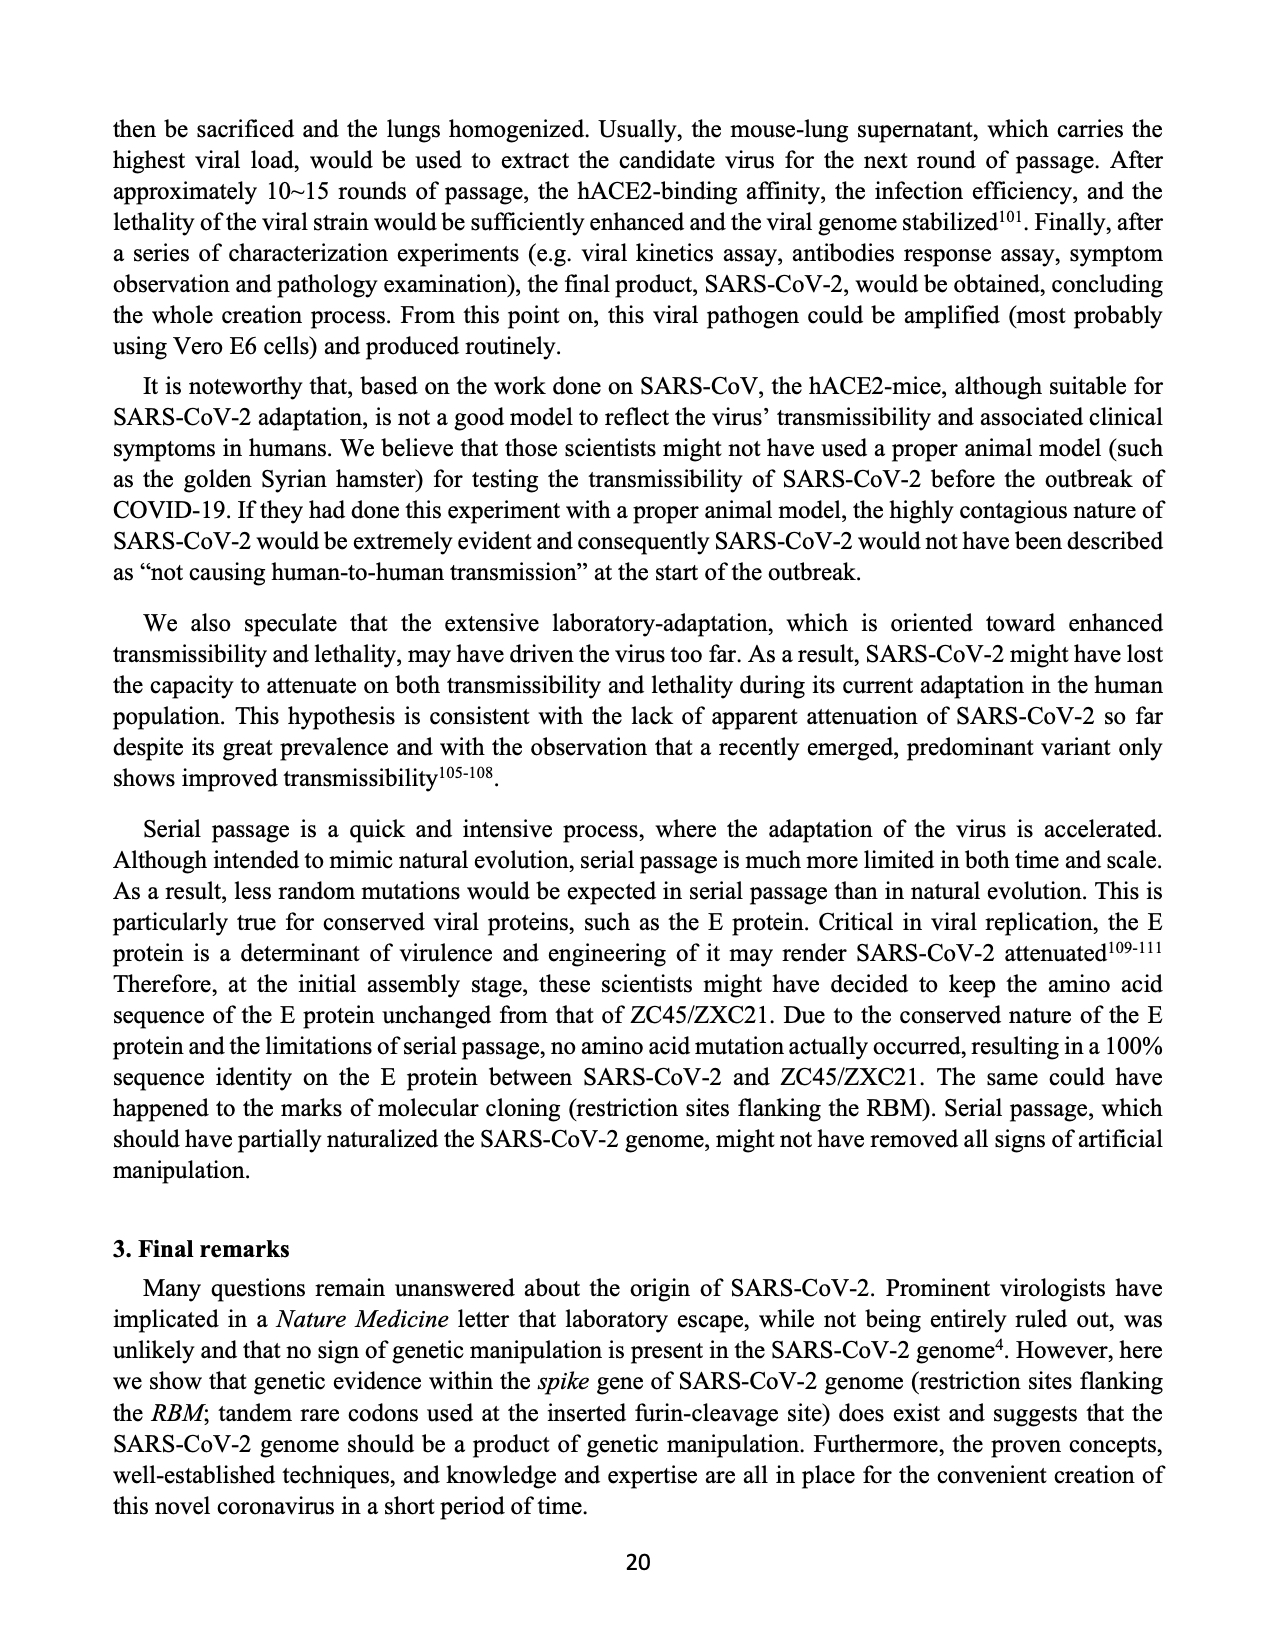 then be sacrificed and the lungs homogenized. Usually, the mouse-lung supernatant, which carries the
highest viral load, would be used to extract the candidate virus for the next round of passage. After
approximately 10~15 rounds of passage, the hACE2-binding affinity, the infection efficiency, and the
lethality of the viral strain would be sufficiently enhanced and the viral genome stabilized101. Finally, after
a series of characterization experiments (e.g. viral kinetics assay, antibodies response assay, symptom
observation and pathology examination), the final product, SARS-CoV-2, would be obtained, concluding
the whole creation process. From this point on, this viral pathogen could be amplified (most probably
using Vero E6 cells) and produced routinely.
It is noteworthy that, based on the work done on SARS-CoV, the hACE2-mice, although suitable for
SARS-CoV-2 adaptation, is not a good model to reflect the virus’ transmissibility and associated clinical
symptoms in humans. We believe that those scientists might not have used a proper animal model (such
as the golden Syrian hamster) for testing the transmissibility of SARS-CoV-2 before the outbreak of
COVID-19. If they had done this experiment with a proper animal model, the highly contagious nature of
SARS-CoV-2 would be extremely evident and consequently SARS-CoV-2 would not have been described
as “not causing human-to-human transmission” at the start of the outbreak.
We also speculate that the extensive laboratory-adaptation, which is oriented toward enhanced
transmissibility and lethality, may have driven the virus too far. As a result, SARS-CoV-2 might have lost
the capacity to attenuate on both transmissibility and lethality during its current adaptation in the human
population. This hypothesis is consistent with the lack of apparent attenuation of SARS-CoV-2 so far
despite its great prevalence and with the observation that a recently emerged, predominant variant only
shows improved transmissibility105-108.
Serial passage is a quick and intensive process, where the adaptation of the virus is accelerated.
Although intended to mimic natural evolution, serial passage is much more limited in both time and scale.
As a result, less random mutations would be expected in serial passage than in natural evolution. This is
particularly true for conserved viral proteins, such as the E protein. Critical in viral replication, the E
protein is a determinant of virulence and engineering of it may render SARS-CoV-2 attenuated109-111
Therefore, at the initial assembly stage, these scientists might have decided to keep the amino acid
sequence of the E protein unchanged from that of ZC45/ZXC21. Due to the conserved nature of the E
protein and the limitations of serial passage, no amino acid mutation actually occurred, resulting in a 100%
sequence identity on the E protein between SARS-CoV-2 and ZC45/ZXC21. The same could have
happened to the marks of molecular cloning (restriction sites flanking the RBM). Serial passage, which
should have partially naturalized the SARS-CoV-2 genome, might not have removed all signs of artificial
manipulation.
3. Final remarks
Many questions remain unanswered about the origin of SARS-CoV-2. Prominent virologists have
implicated in a Nature Medicine letter that laboratory escape, while not being entirely ruled out, was
unlikely and that no sign of genetic manipulation is present in the SARS-CoV-2 genome4. However, here
we show that genetic evidence within the spike gene of SARS-CoV-2 genome (restriction sites flanking
the RBM; tandem rare codons used at the inserted furin-cleavage site) does exist and suggests that the
SARS-CoV-2 genome should be a product of genetic manipulation. Furthermore, the proven concepts,
well-established techniques, and knowledge and expertise are all in place for the convenient creation of
this novel coronavirus in a short period of time.
20